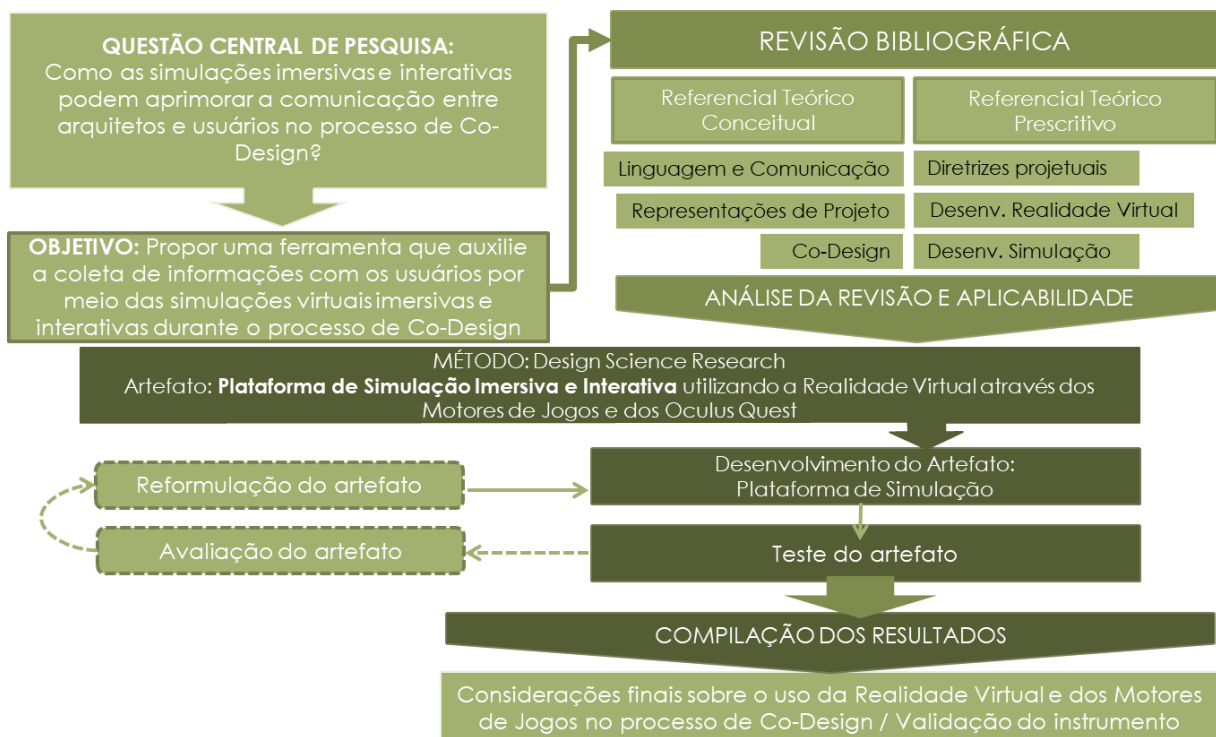 QUESTÃO CENTRAL DE PESQUISA:
Como as simulações imersivas e interativas
podem aprimorar a comunicação entre
arquitetos e usuários no processo de Co-
Design?
OBJETIVO: Propor uma ferramenta que auxilie
a coleta de informações com os usuários por
meio das simulações virtuais imersivas e
interativas durante o processo de Co-Design
REVISÃO BIBLIOGRÁFICA
Referencial Teórico
Conceitual
Referencial Teórico
Prescritivo
Linguagem e Comunicação
Diretrizes projetuais
Representações de Projeto
Desenv. Realidade Virtual
Co-Design
Desenv. Simulação
ANÁLISE DA REVISÃO E APLICABILIDADE
MÉTODO: Design Science Research
Artefato: Plataforma de Simulação Imersiva e Interativa utilizando a Realidade Virtual através dos
Motores de Jogos e dos Oculus Quest
Reformulação do artefato
Desenvolvimento do Artefato:
Plataforma de Simulação
Avaliação do artefato
Teste do artefato
COMPILAÇÃO DOS RESULTADOS
Considerações finais sobre o uso da Realidade Virtual e dos Motores
de Jogos no processo de Co-Design / Validação do instrumento